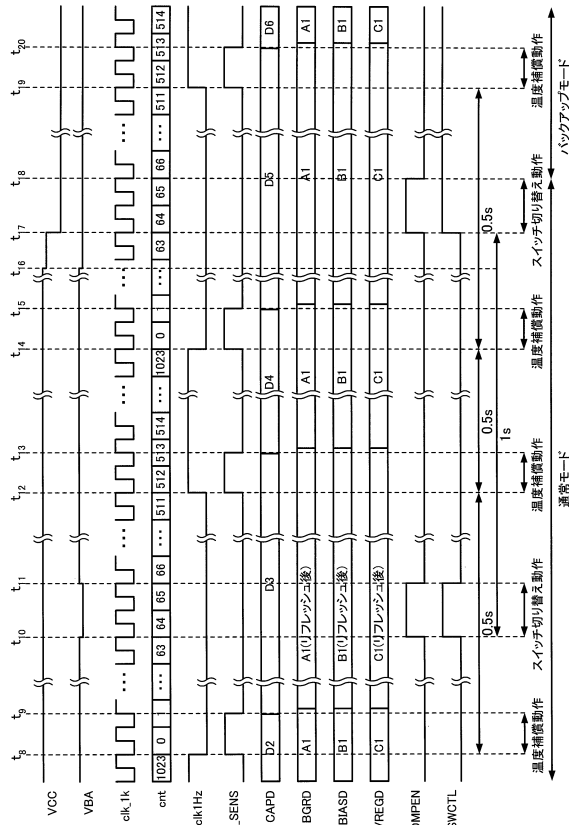 t8 t9 t10 t11 t12 t13 t14 t15 t16 t17 t18 t19 t20
VCC
VBA
clk_1k ... ... ... ... ...
cnt 1023 0 1 ... 63 64 65 66 ... 511 512 513 514 ... 1023 0 1 ... 63 64 65 66 ... 511 512 513 514
clk1Hz
_SENS
CAPD D2 D3 D4 D5 D6
BGRD A1 A1(リフレッシュ後) A1 A1 A1
BIASD B1 B1(リフレッシュ後) B1 B1 B1
VREGD C1 C1(リフレッシュ後) C1 C1 C1
OMPEN
SWCTL
0.5s 0.5s 0.5s
1s
温度補償動作 スイッチ切り替え動作 温度補償動作 温度補償動作 スイッチ切り替え動作 温度補償動作
通常モード バックアップモード